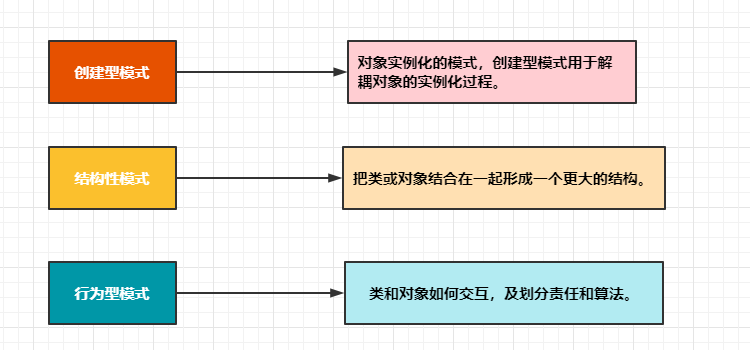 创建型模式
对象实例化的模式，创建型模式用于解
耦对象的实例化过程。
结构性模式
把类或对象结合在一起形成一个更大的结构。
行为型模式
类和对象如何交互，及划分责任和算法。